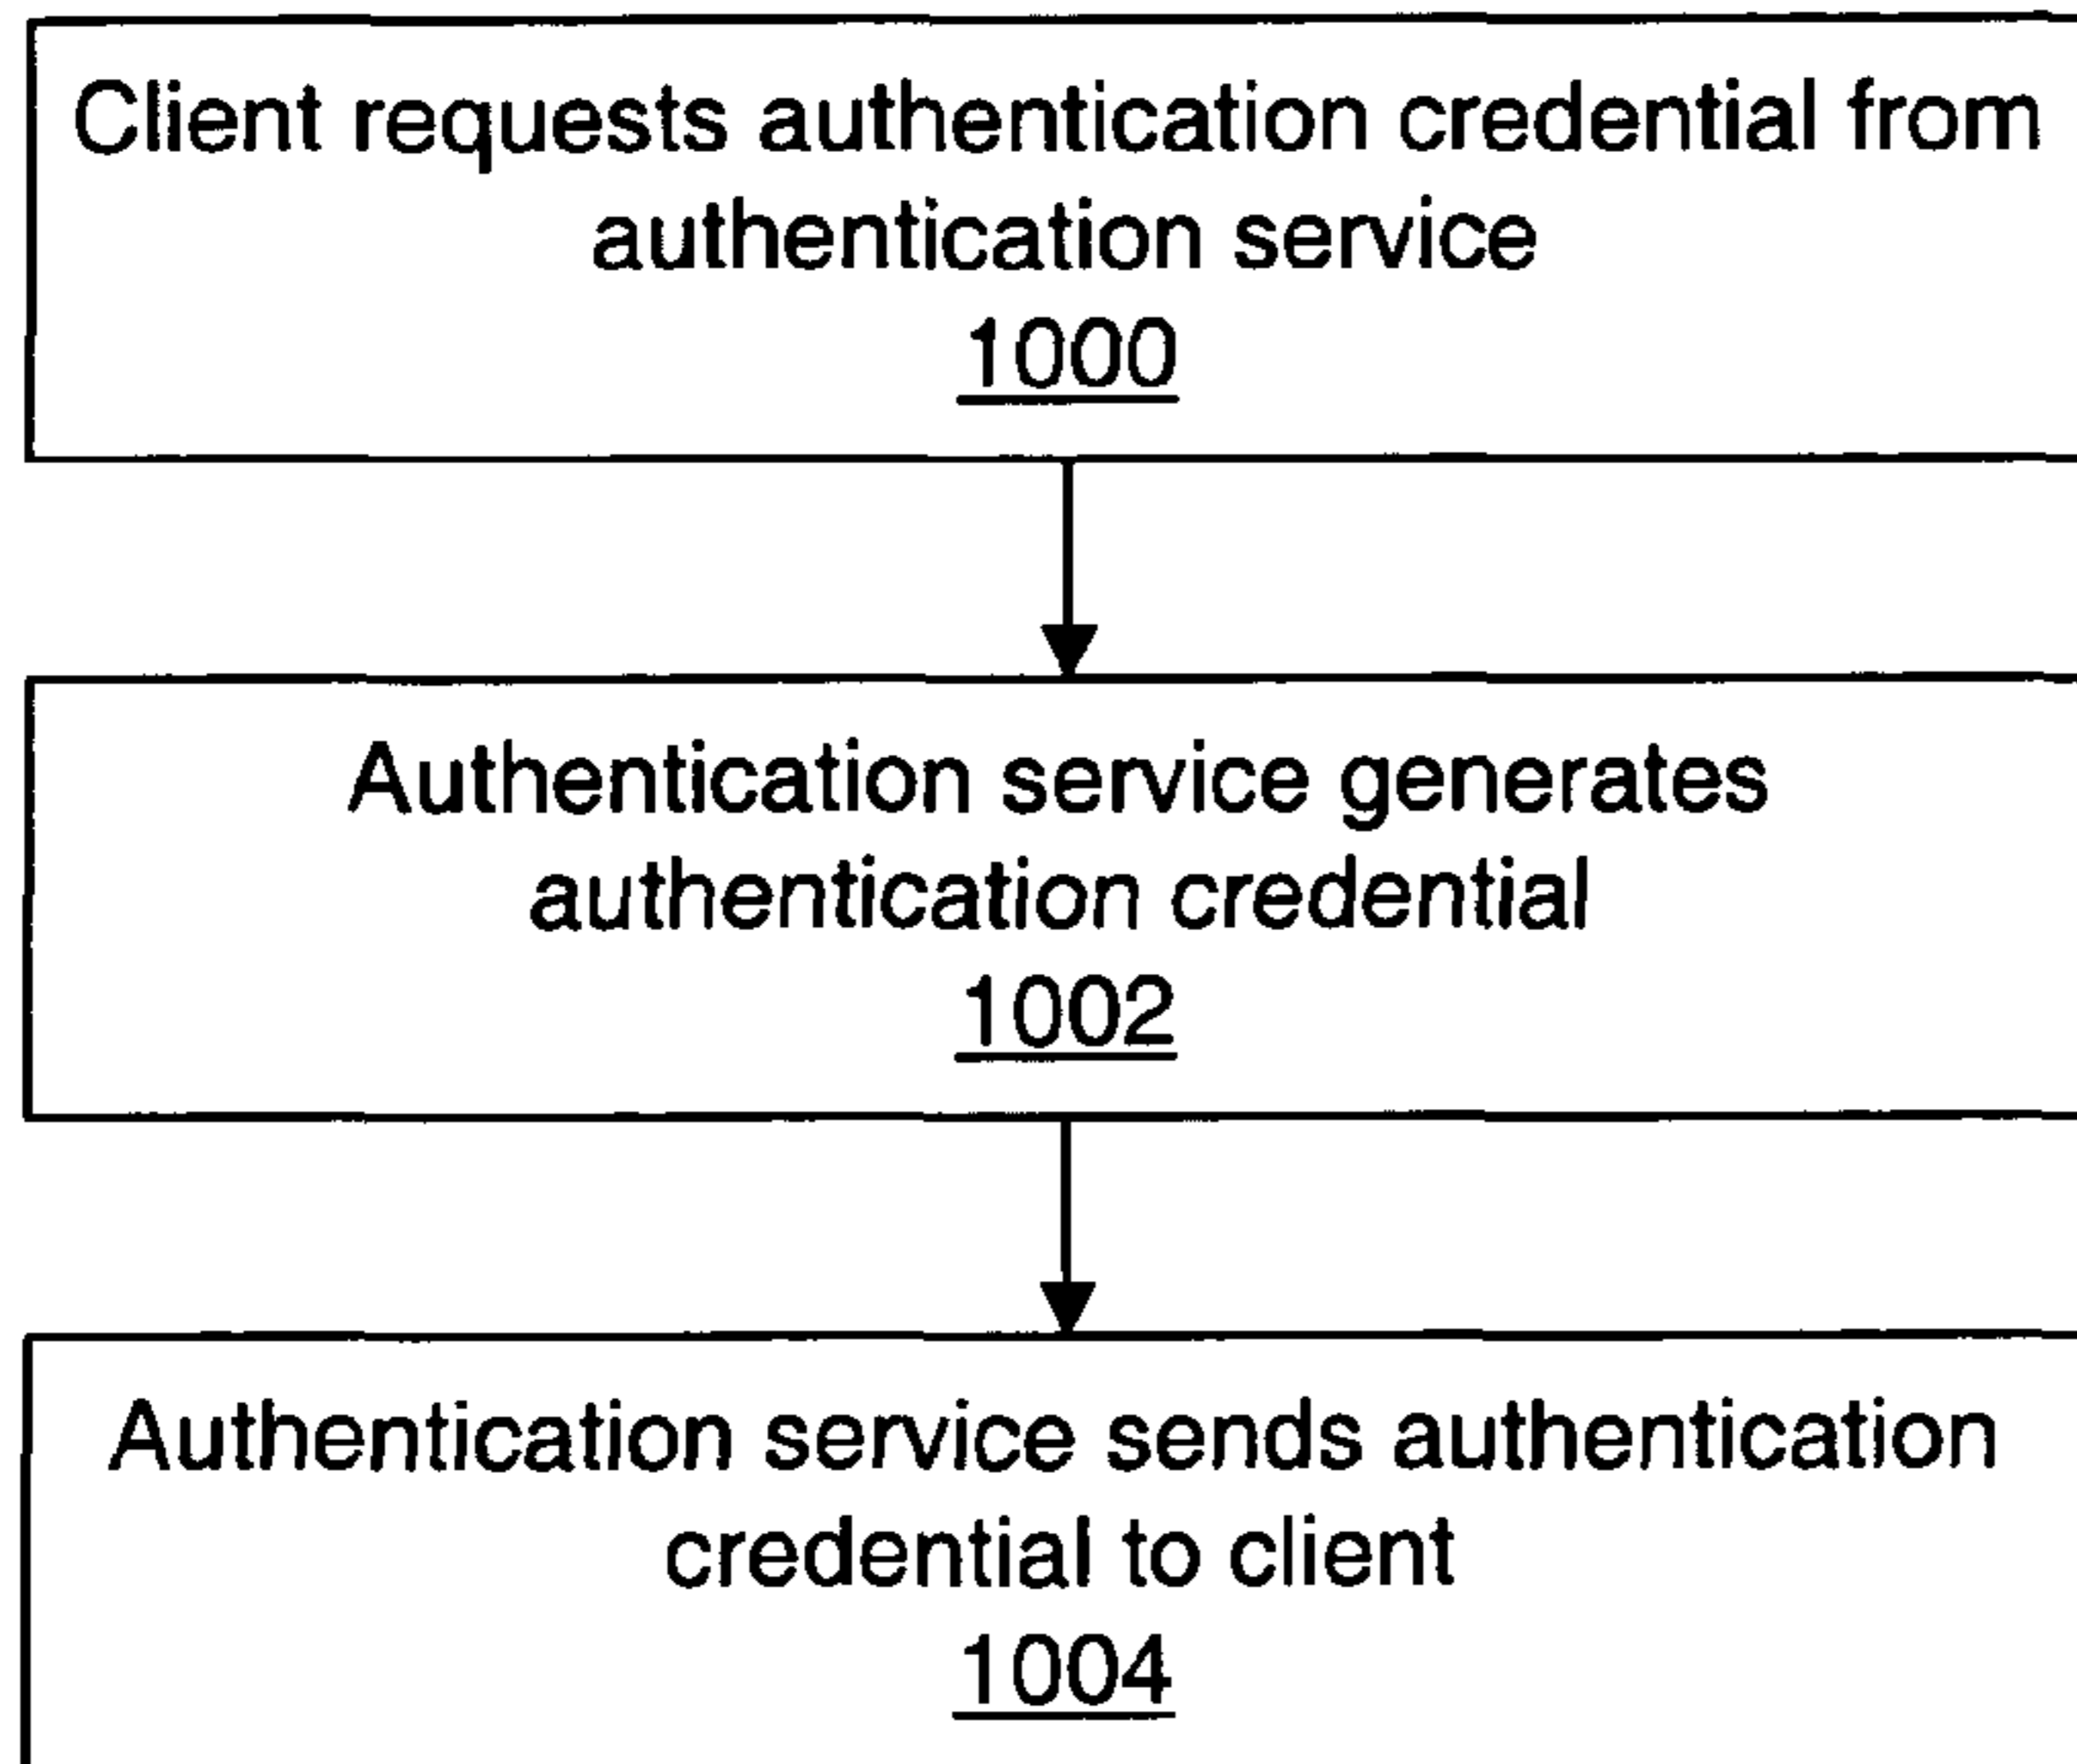 Client requests authentication credential from
authentication service
1000
Authentication service generates
authentication credential
1002
Authentication service sends authentication
credential to client
1004